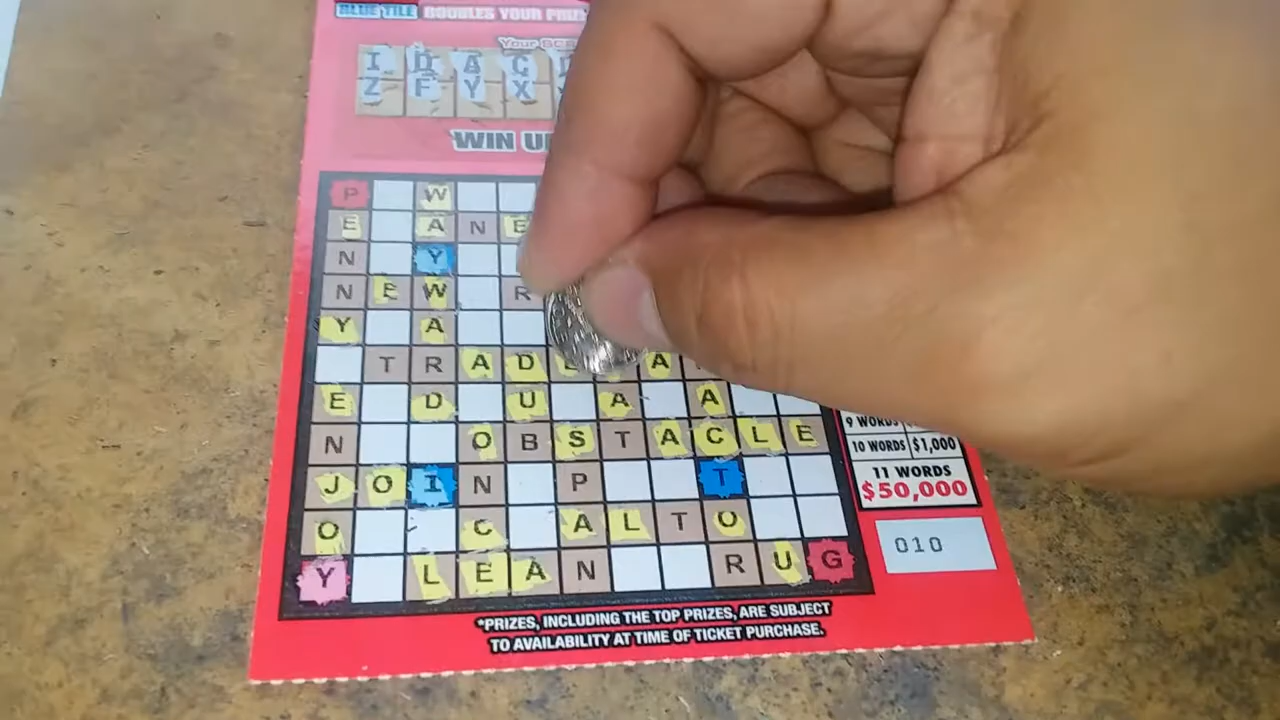 BLUE TILE DOUBLES YOUR PRIZE
Your
I D A C
Z F Y X
WIN
P W
E A N E
N Y
N E W R
Y A
T R A D A
E D U A A
N O B S T A C L E
J O I N P T
O C A L T O
Y L E A N R U G
9 WORDS
10 WORDS $1,000
11 WORDS
$50,000
010
*PRIZES, INCLUDING THE TOP PRIZES, ARE SUBJECT
TO AVAILABILITY AT TIME OF TICKET PURCHASE.